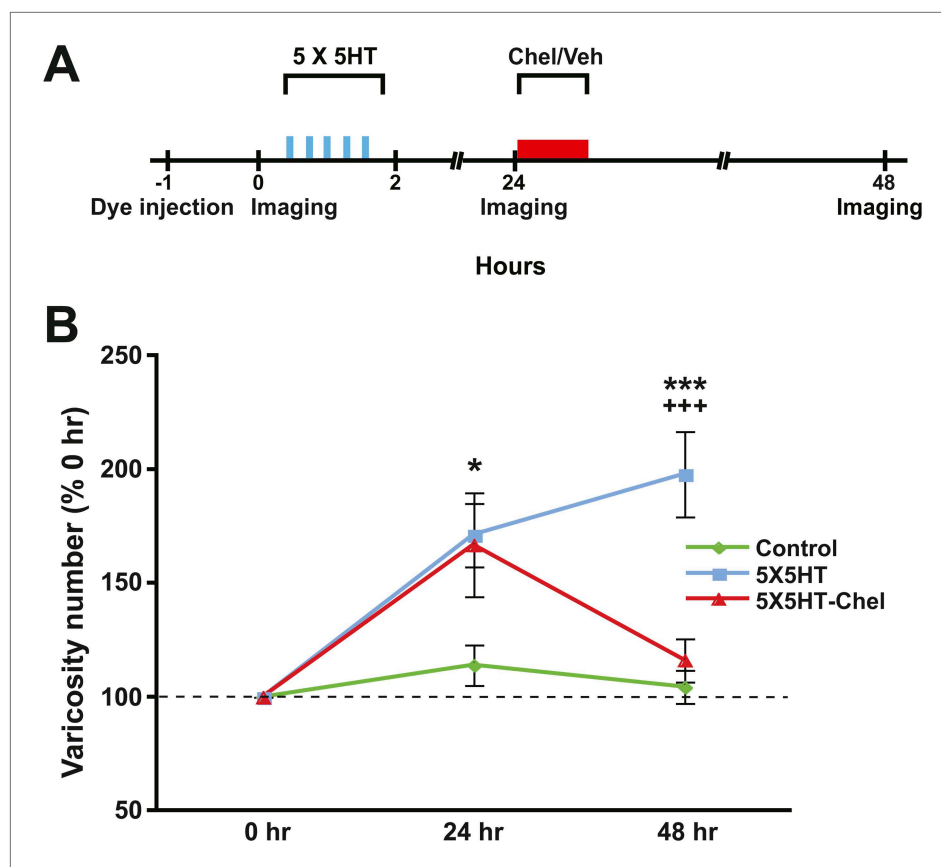 A
5 X 5HT
Chel/Veh
-1
0
2
24
48
Dye injection
Imaging
Imaging
Imaging
Hours
B
Varicosity number (% 0 hr)
250
200
150
100
50
*
***
+++
Control
5X5HT
5X5HT-Chel
0 hr
24 hr
48 hr